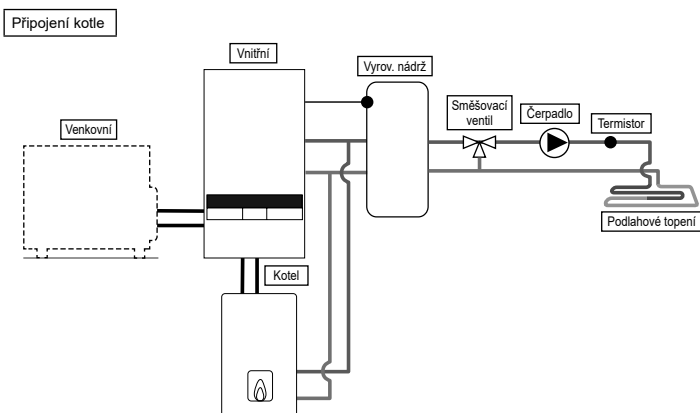 Připojení kotle
Vnitřní
Vyrov. nádrž
Směšovací
ventil
Čerpadlo
Termistor
Venkovní
Podlahové topení
Kotel